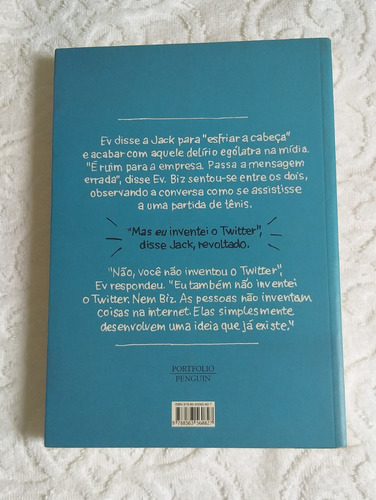 Ev disse a Jack para "esfriar a cabeça"
e acabar com aquele delírio ególatra na mídia.
"É ruim para a empresa. Passa a mensagem
errada", disse Ev. Biz sentou-se entre os dois,
observando a conversa como se assistisse
a uma partida de tênis.
"Mas eu inventei o Twitter",
disse Jack, revoltado.
"Não, você não inventou o Twitter",
Ev respondeu. "Eu também não inventei
o Twitter. Nem Biz. As pessoas não inventam
coisas na internet. Elas simplesmente
desenvolvem uma ideia que já existe."
PORTFOLIO
PENGUIN